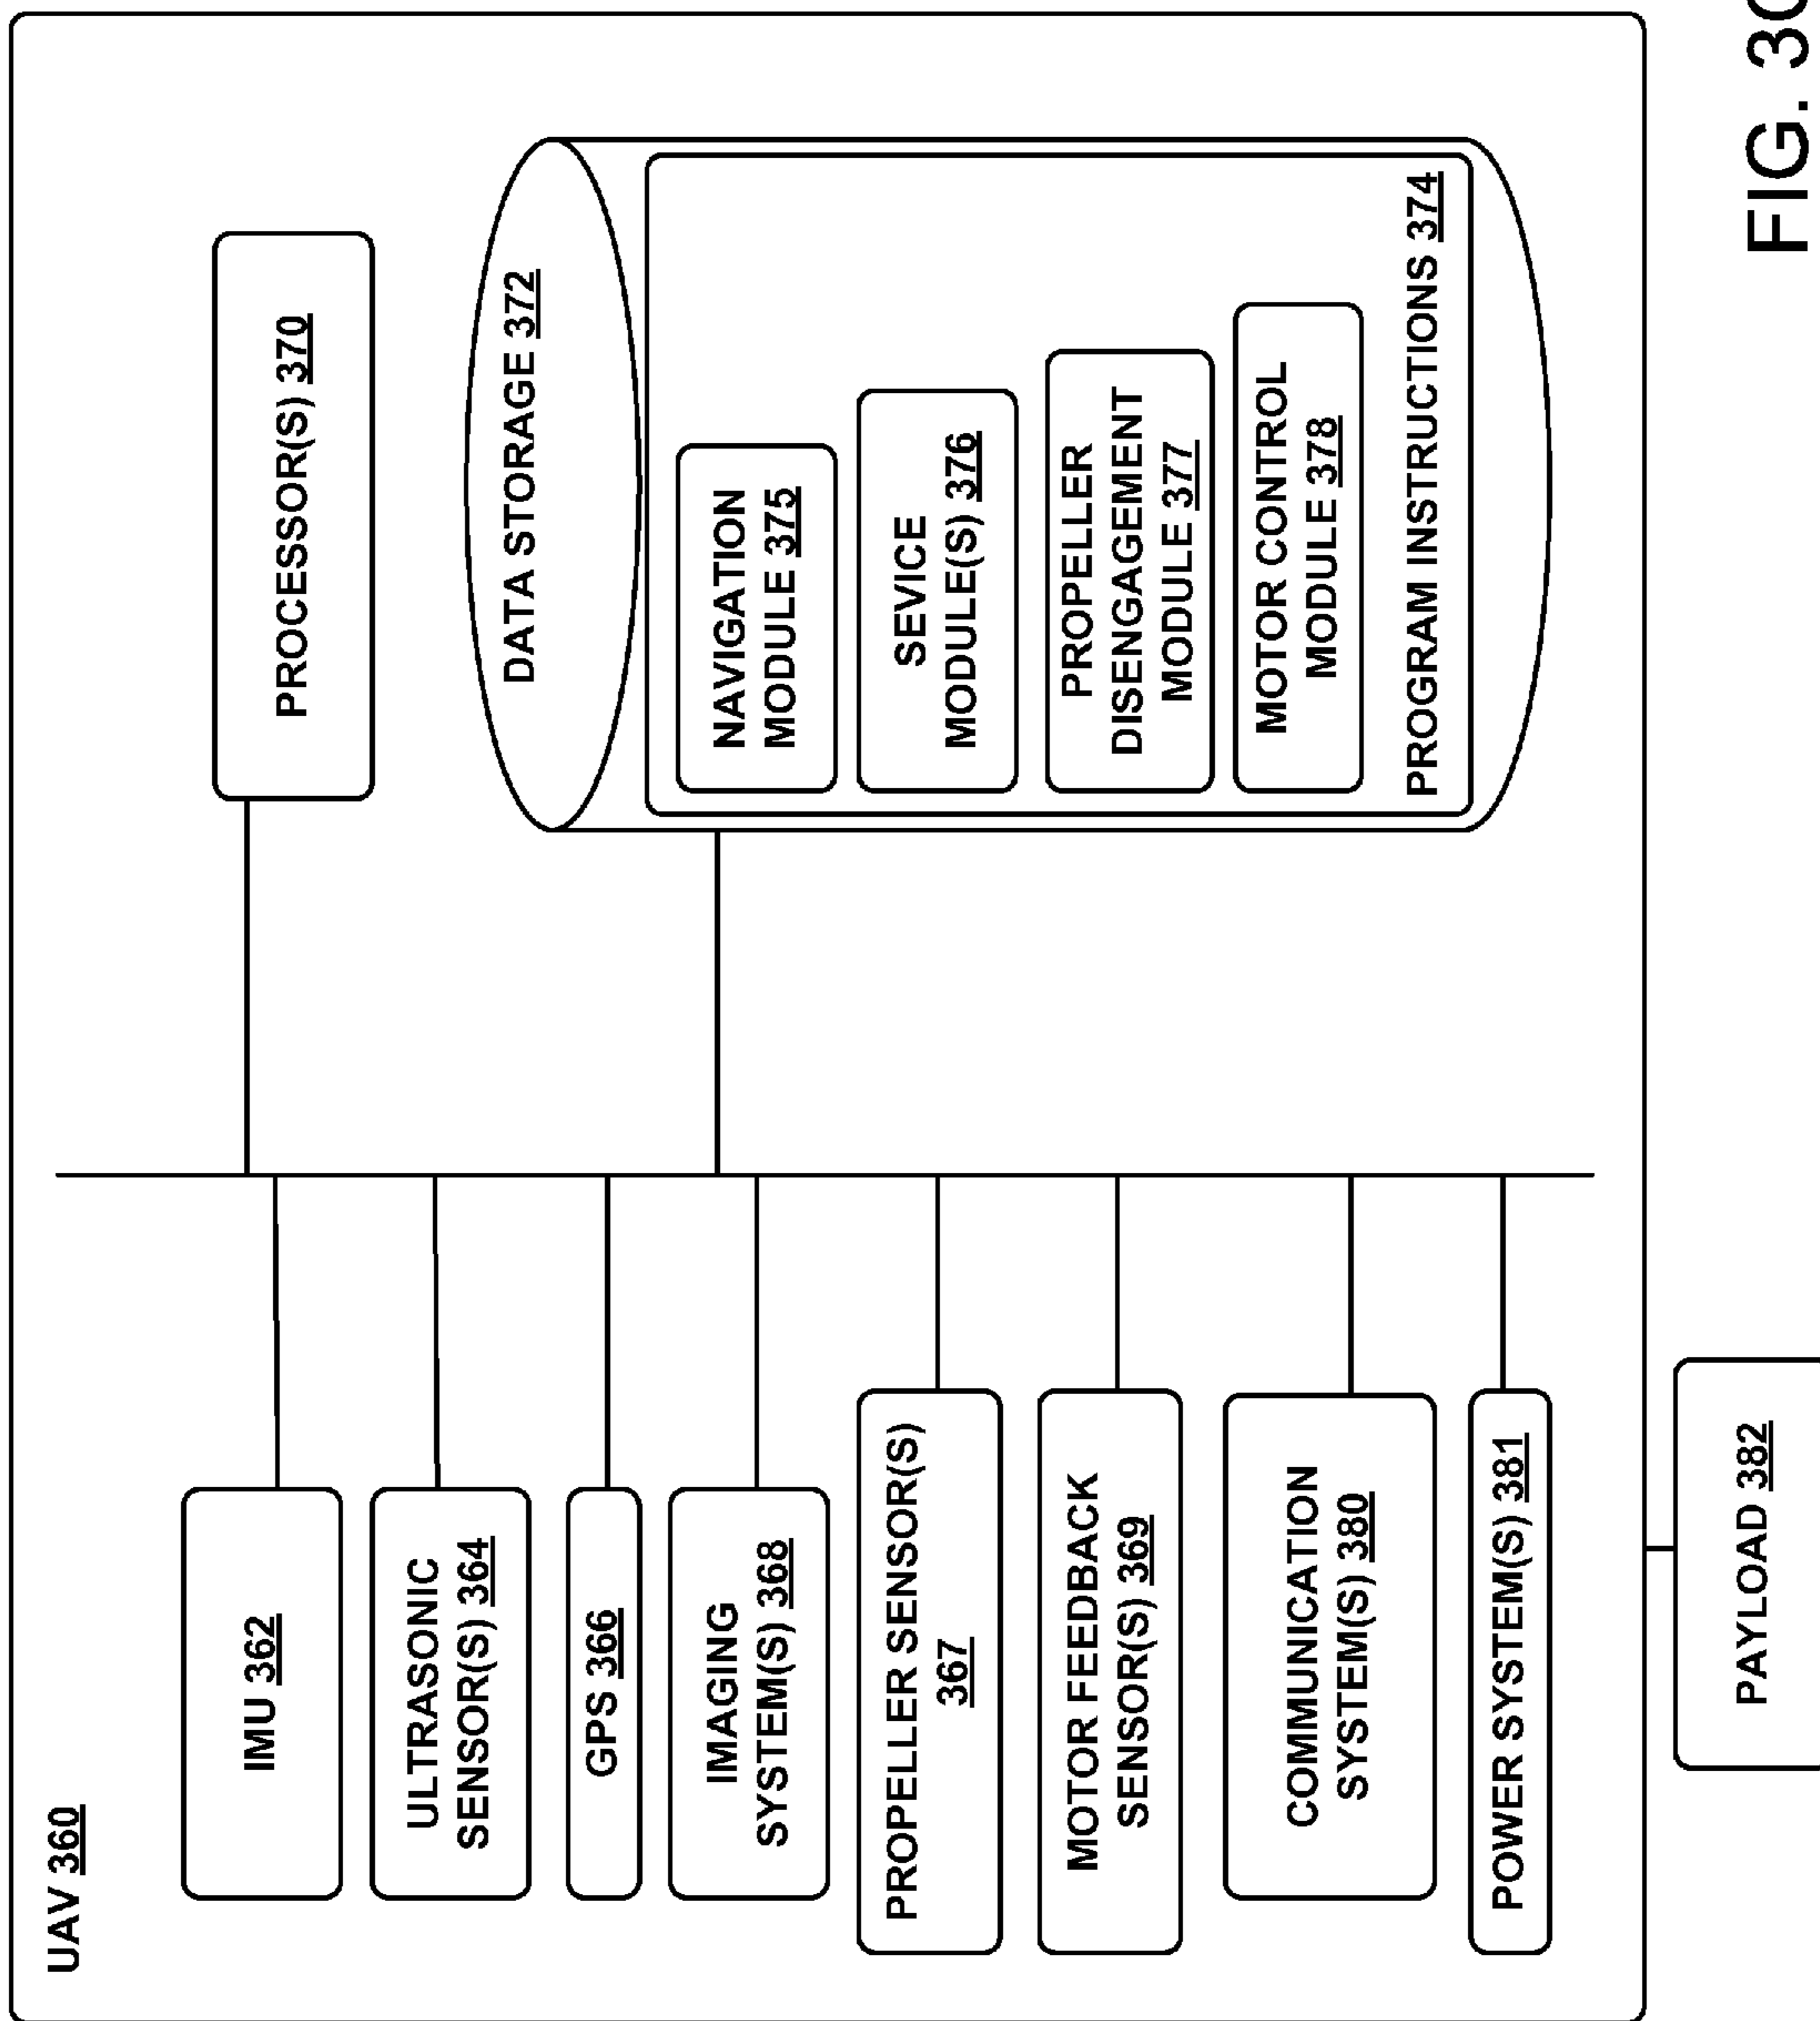 UAV 360
IMU 362
ULTRASONIC
SENSOR(S) 364
GPS 366
IMAGING
SYSTEM(S) 368
PROPELLER SENSOR(S)
367
MOTOR FEEDBACK
SENSOR(S) 369
COMMUNICATION
SYSTEM(S) 380
POWER SYSTEM(S) 381
PROCESSOR(S) 370
DATA STORAGE 372
NAVIGATION
MODULE 375
SEVICE
MODULE(S) 376
PROPELLER
DISENGAGEMENT
MODULE 377
MOTOR CONTROL
MODULE 378
PROGRAM INSTRUCTIONS 374
PAYLOAD 382
FIG. 3C